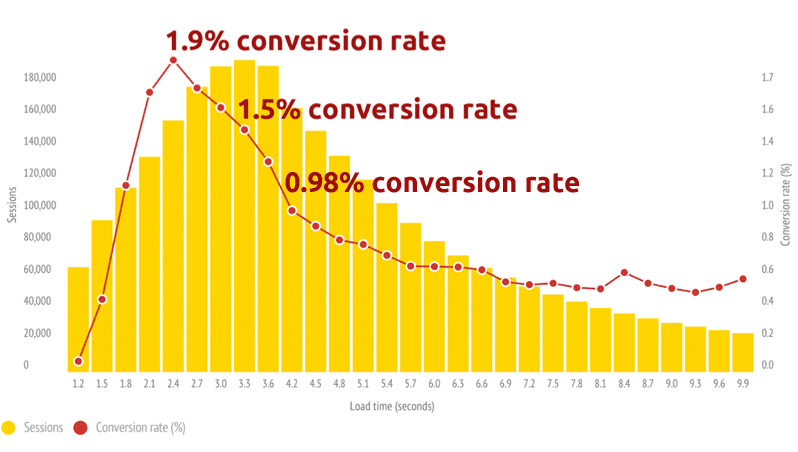 1.9% conversion rate
1.5% conversion rate
0.98% conversion rate
Sessions
180,000
160,000
140,000
120,000
100,000
80,000
60,000
40,000
20,000
0
1.7
1.6
1.4
1.2
1.0
0.8
0.6
0.4
0.2
0.0
Conversion rate (%)
1.2 1.5 1.8 2.1 2.4 2.7 3.0 3.3 3.6 4.2 4.5 4.8 5.1 5.4 5.7 6.0 6.3 6.6 6.9 7.2 7.5 7.8 8.1 8.4 8.7 9.0 9.3 9.6 9.9
Load time (seconds)
Sessions Conversion rate (%)